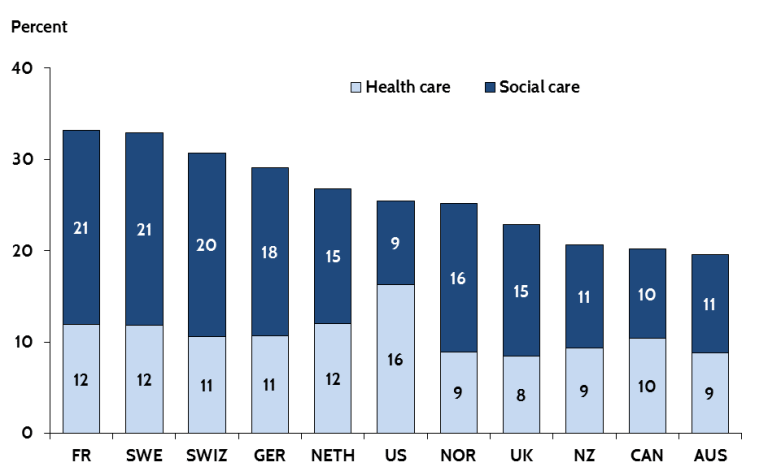 Percent
40
Health care Social care
30
21 21 20 18 15 9 16 15 11 10 11
20
10
12 12 11 11 12 16 9 8 9 10 9
0
FR SWE SWIZ GER NETH US NOR UK NZ CAN AUS